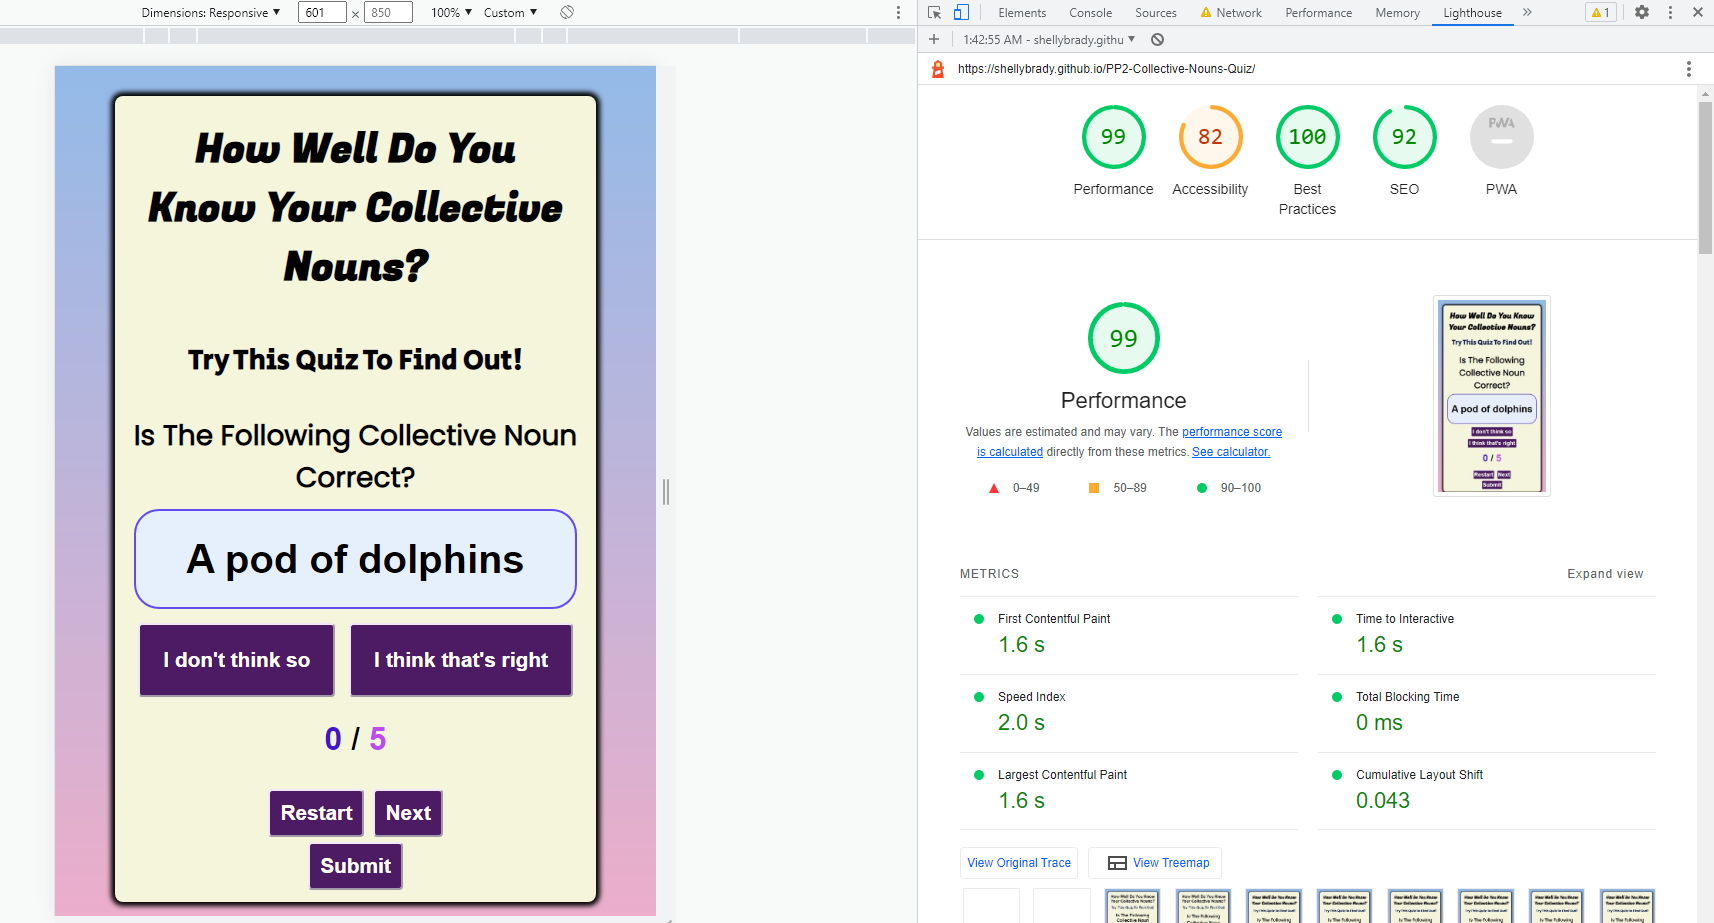 Dimensions: Responsive ▼ 601 × 850 100% ▼ Custom ▼
How Well Do You
Know Your Collective
Nouns?
Try This Quiz To Find Out!
Is The Following Collective Noun
Correct?
A pod of dolphins
I don't think so
I think that's right
0 / 5
Restart
Next
Submit
Elements Console Sources Network Performance Memory Lighthouse » 1
1:42:55 AM - shellybrady.githu ▼
https://shellybrady.github.io/PP2-Collective-Nouns-Quiz/
99
Performance
82
Accessibility
100
Best
Practices
92
SEO
PWA
PWA
99
Performance
Values are estimated and may vary. The performance score
is calculated directly from these metrics. See calculator.
0–49
50–89
90–100
How Well Do You Know
Your Collective Nouns?
Try This Quiz To Find Out!
Is The Following
Collective Noun
Correct?
A pod of dolphins
I don't think so
I think that's right
0 / 5
Restart Next
Submit
METRICS
Expand view
First Contentful Paint
1.6 s
Time to Interactive
1.6 s
Speed Index
2.0 s
Total Blocking Time
0 ms
Largest Contentful Paint
1.6 s
Cumulative Layout Shift
0.043
View Original Trace
View Treemap